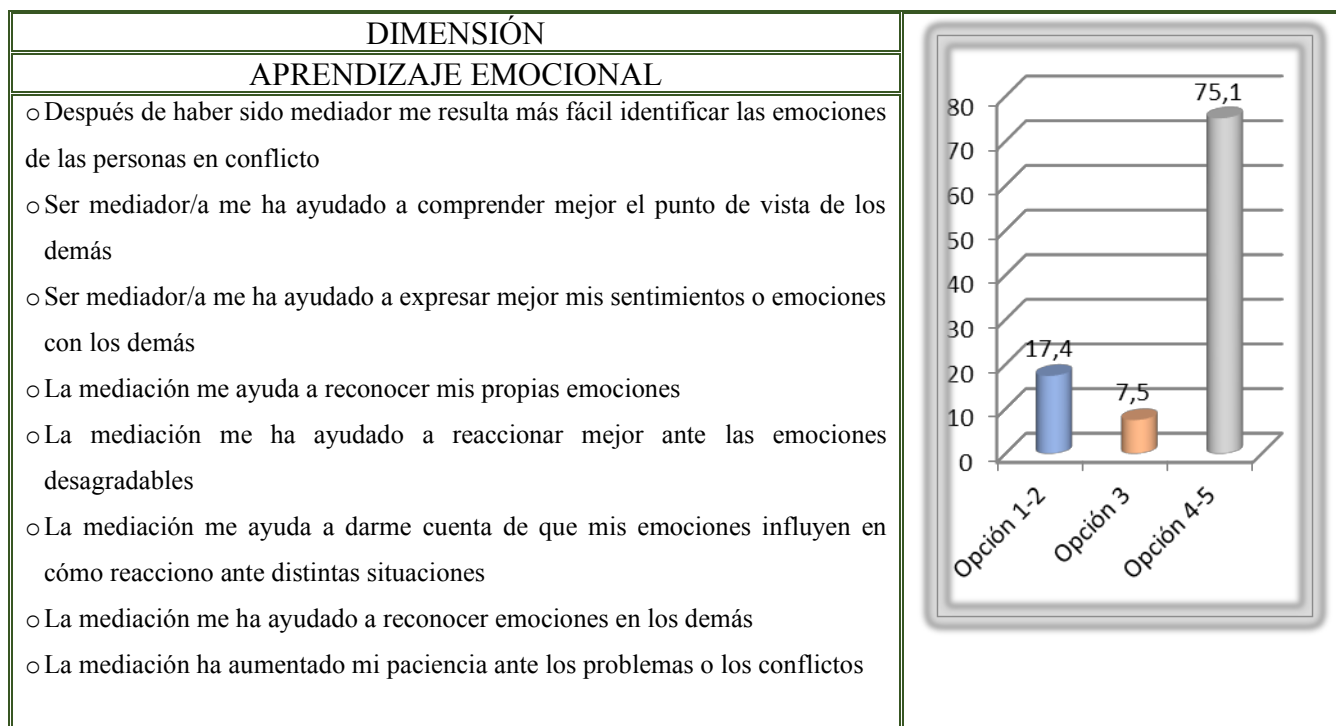 DIMENSIÓN
APRENDIZAJE EMOCIONAL
o Después de haber sido mediador me resulta más fácil identificar las emociones
de las personas en conflicto
o Ser mediador/a me ha ayudado a comprender mejor el punto de vista de los
demás
o Ser mediador/a me ha ayudado a expresar mejor mis sentimientos o emociones
con los demás
o La mediación me ayuda a reconocer mis propias emociones
o La mediación me ha ayudado a reaccionar mejor ante las emociones
desagradables
o La mediación me ayuda a darme cuenta de que mis emociones influyen en
cómo reacciono ante distintas situaciones
o La mediación me ha ayudado a reconocer emociones en los demás
o La mediación ha aumentado mi paciencia ante los problemas o los conflictos
80
70
60
50
40
30
20
10
0
17,4
7,5
75,1
Opción 1-2
Opción 3
Opción 4-5